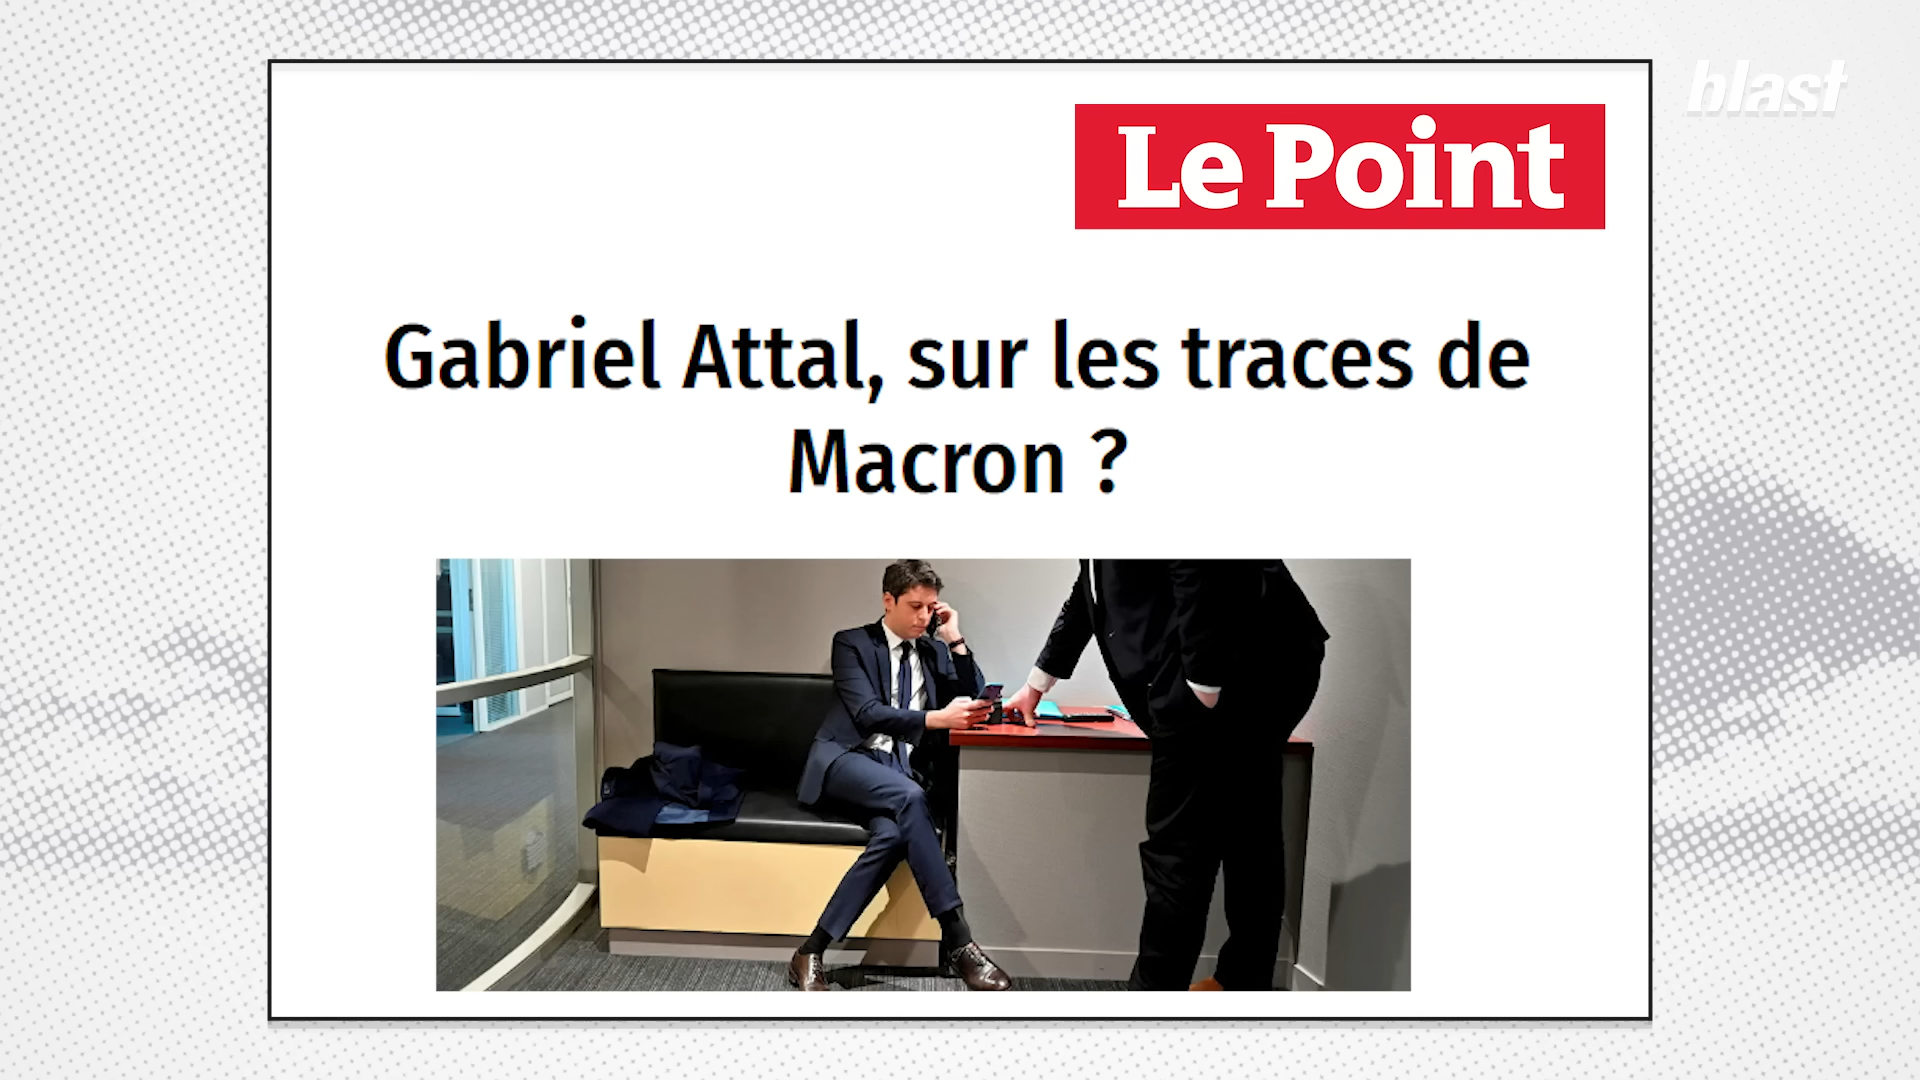 blast
Le Point
Gabriel Attal, sur les traces de
Macron ?